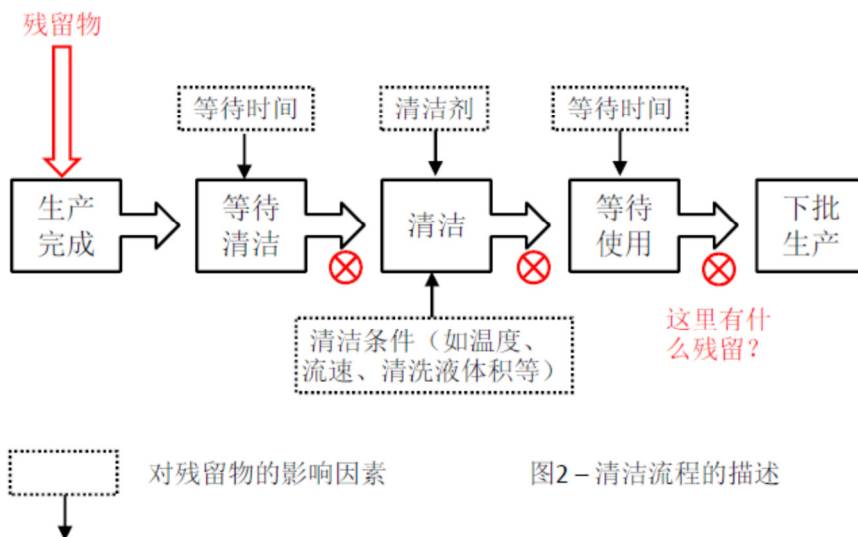 残留物
等待时间
清洁剂
等待时间
生产
完成
等待
清洁
清洁
等待
使用
下批
生产
清洁条件（如温度、
流速、清洗液体积等）
这里有什
么残留？
对残留物的影响因素
图2 – 清洁流程的描述